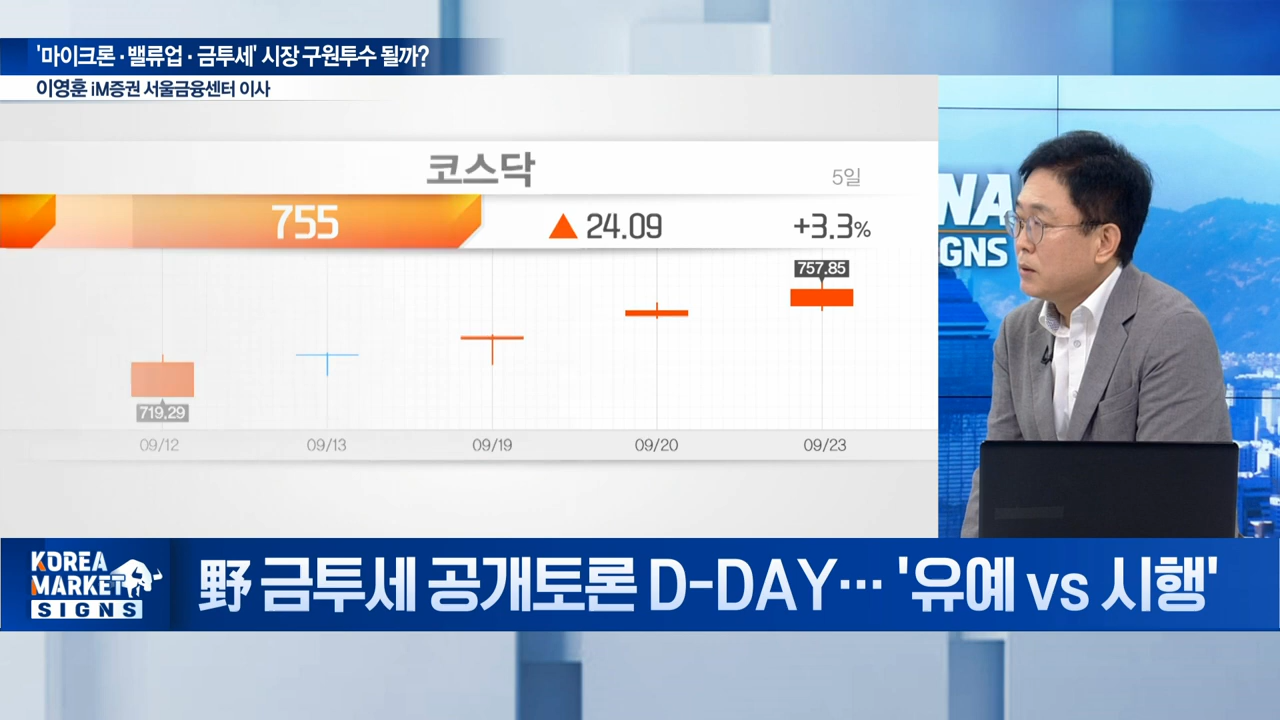 '마이크론·밸류업·금투세' 시장 구원투수 될까?
이영훈 iM증권 서울금융센터 이사
코스닥
5일
755
▲ 24.09
+3.3%
757.85
719.29
09/12
09/13
09/19
09/20
09/23
NA
GNS
KOREA
MARKET
SIGNS
野 금투세 공개토론 D-DAY… '유예 vs 시행'